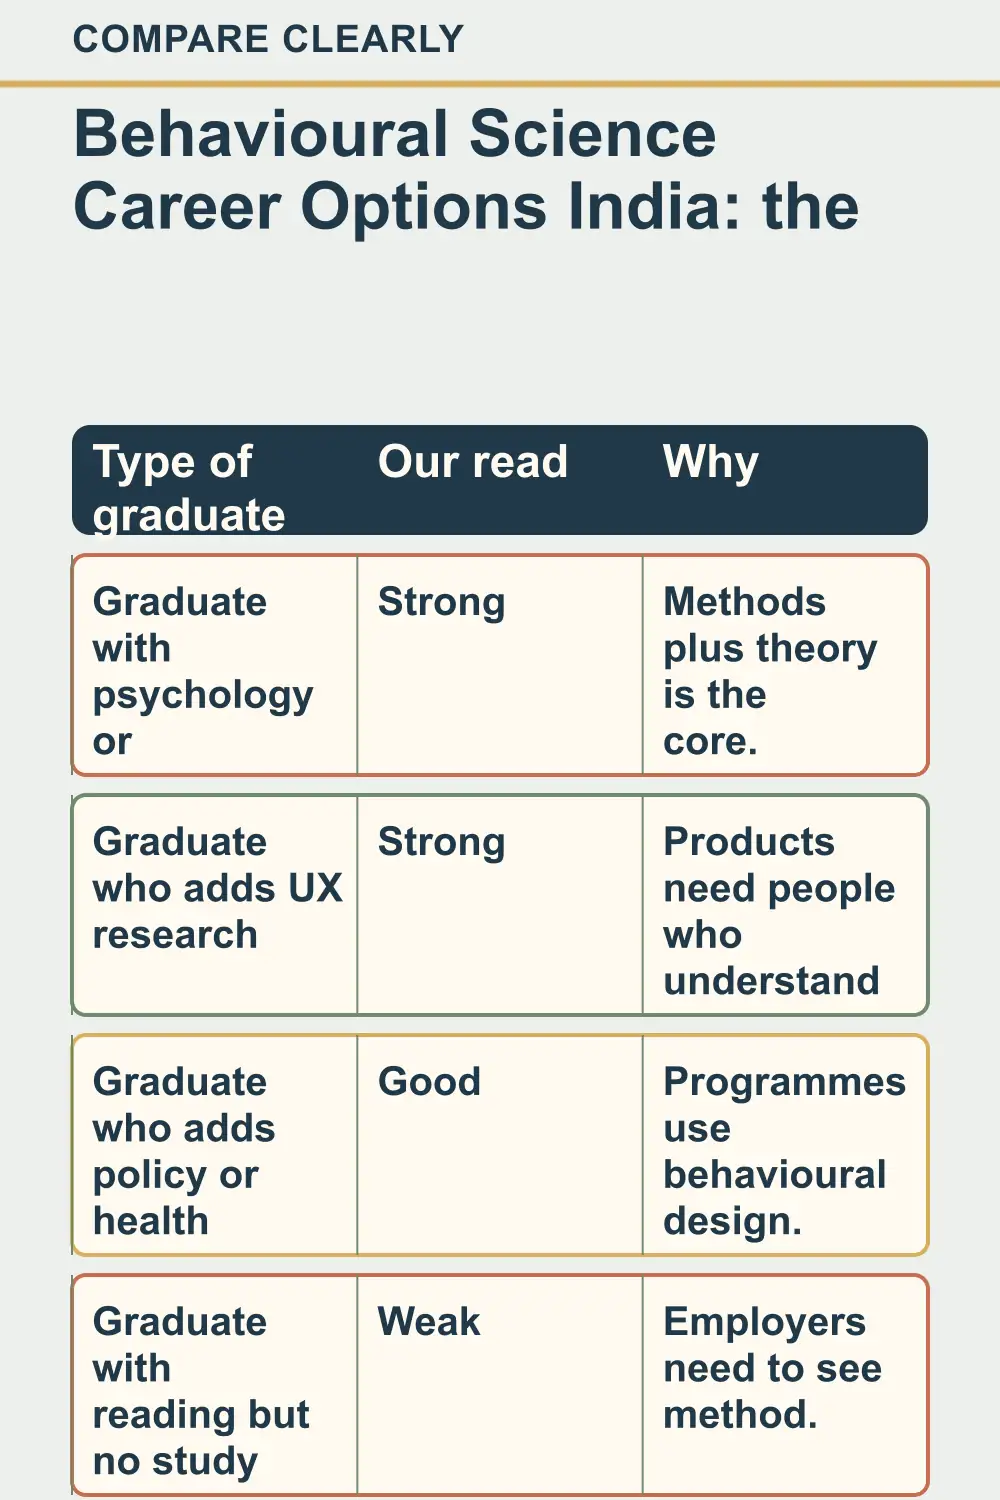 COMPARE CLEARLY
Behavioural Science
Career Options India: the
Type of
graduate
Our read
Why
Graduate
with
psychology
or
Strong
Methods
plus theory
is the
core.
Graduate
who adds UX
research
Strong
Products
need people
who
understand
Graduate
who adds
policy or
health
Good
Programmes
use
behavioural
design.
Graduate
with
reading but
no study
Weak
Employers
need to see
method.